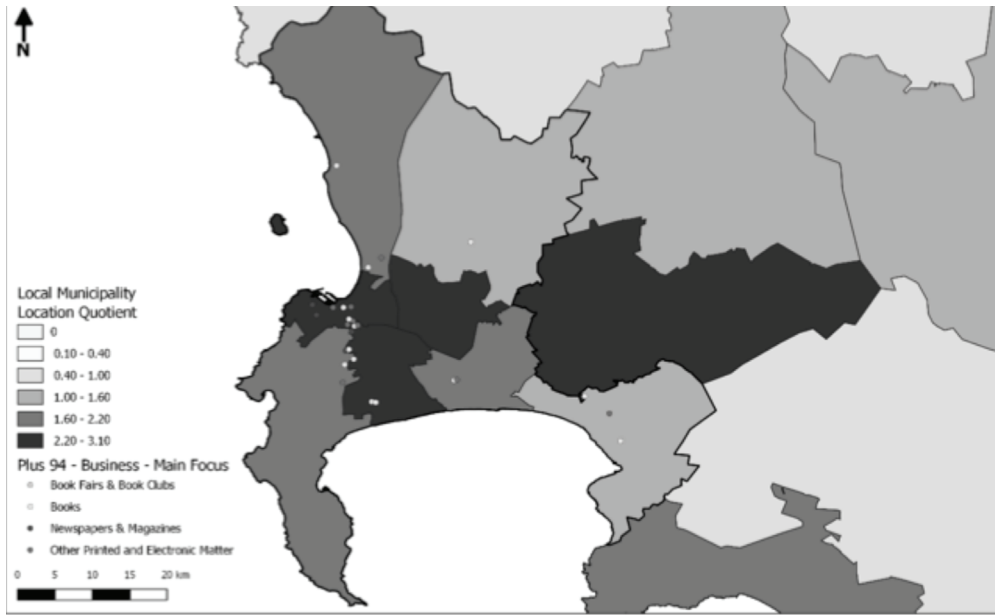 N
Local Municipality
Location Quotient
0
0.10 - 0.40
0.40 - 1.00
1.00 - 1.60
1.60 - 2.20
2.20 - 3.10
Plus 94 - Business - Main Focus
Book Fairs & Book Clubs
Books
Newspapers & Magazines
Other Printed and Electronic Matter
0 5 10 15 20 km